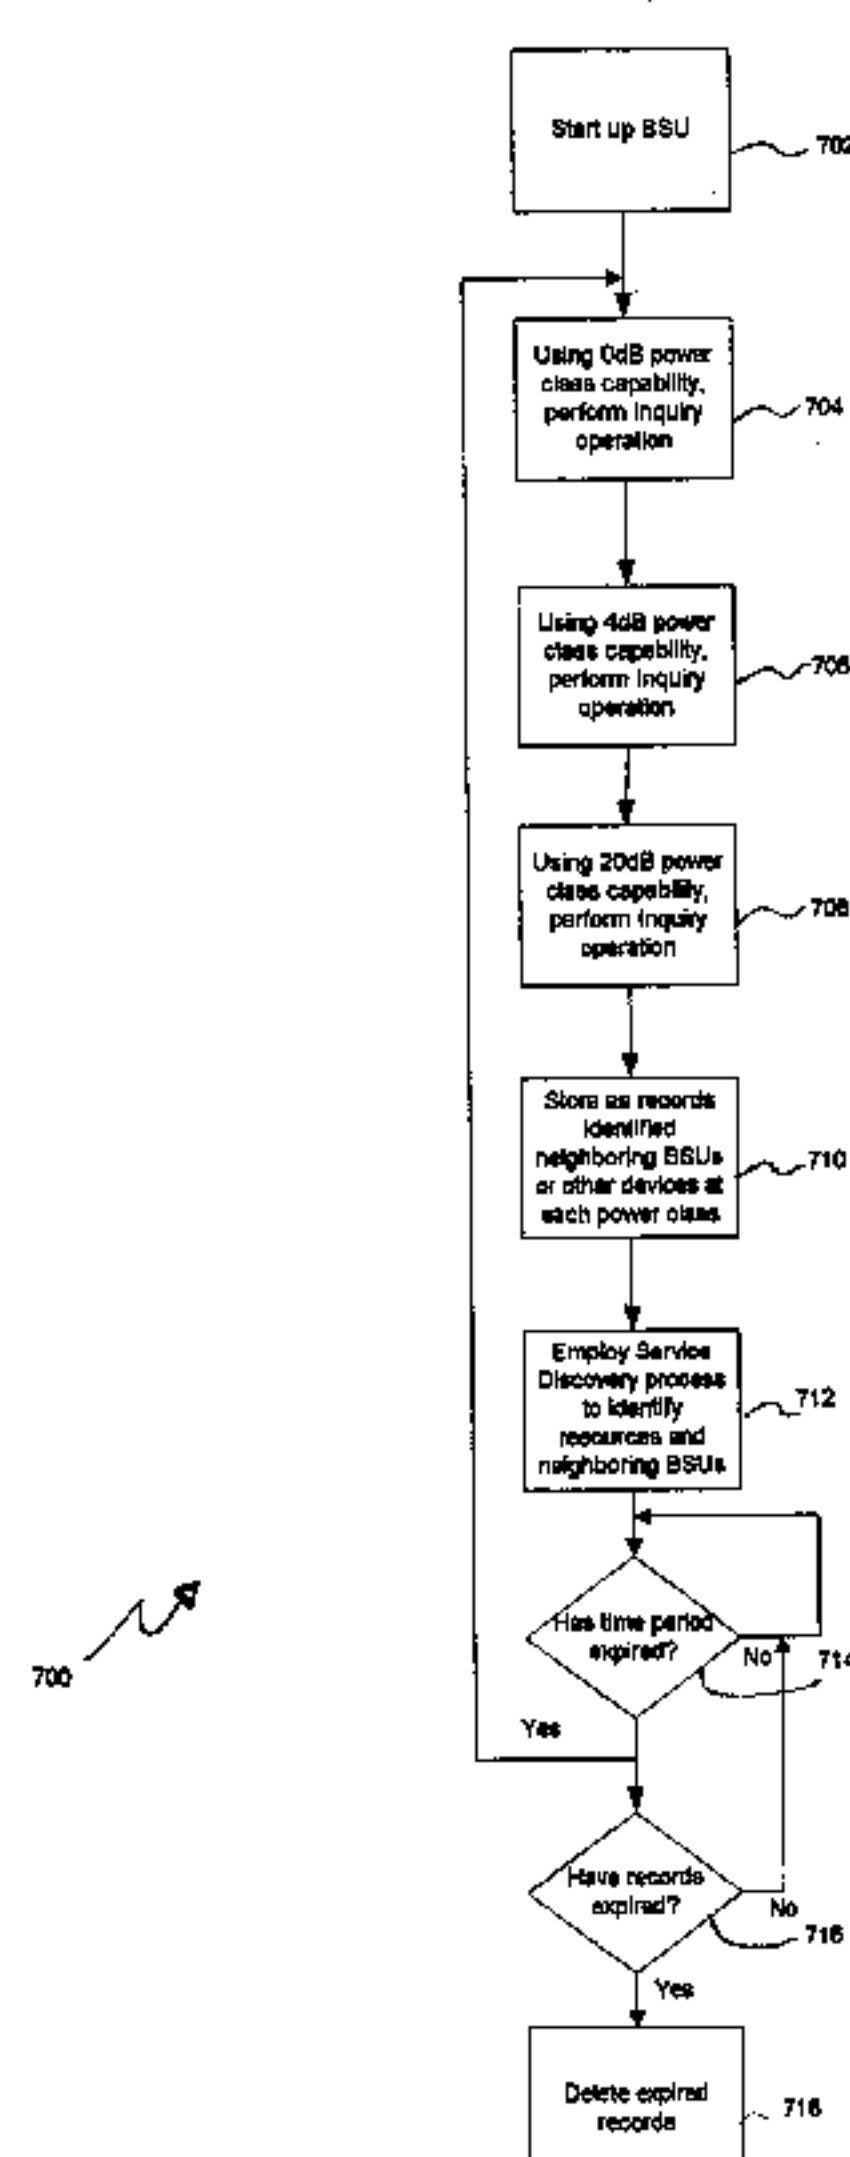 Start up BSU
702
Using 0dB power
class capability,
perform Inquiry
operation
704
Using 4dB power
class capability,
perform Inquiry
operation
706
Using 20dB power
class capability,
perform Inquiry
operation
708
Store as records
identified
neighboring BSUs
or other devices at
each power class
710
Employ Service
Discovery process
to identify
resources and
neighboring BSUs
712
Has time period
expired?
No
714
700
Yes
Have records
expired?
No
716
Yes
Delete expired
records
718